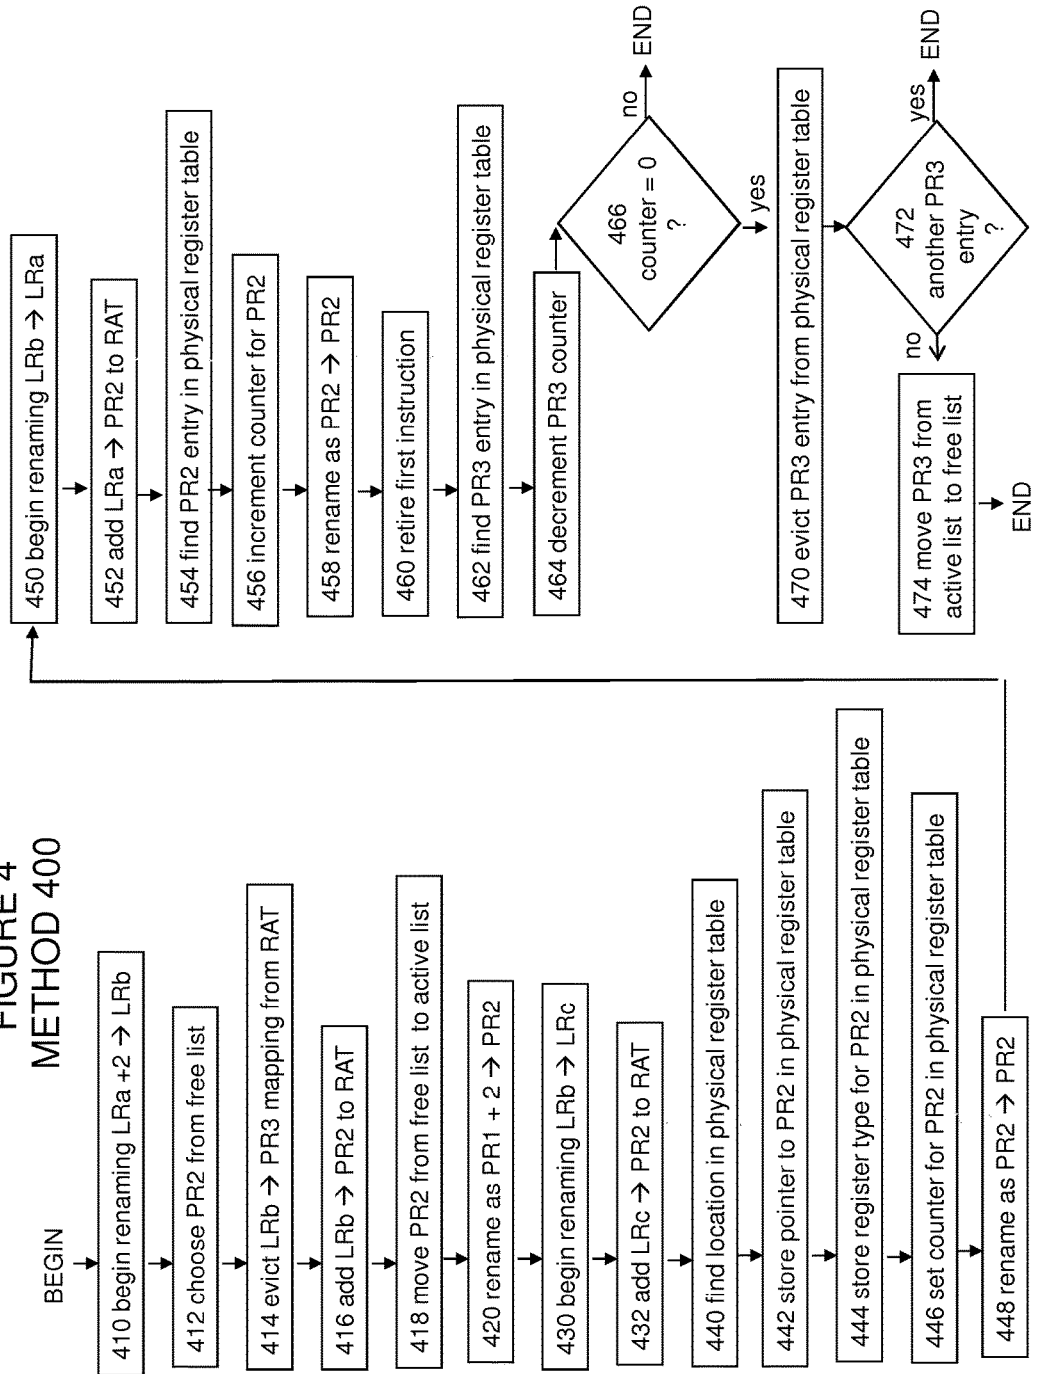 FIGURE 4
METHOD 400
BEGIN
410 begin renaming LRa +2 → LRb
412 choose PR2 from free list
414 evict LRb → PR3 mapping from RAT
416 add LRb → PR2 to RAT
418 move PR2 from free list to active list
420 rename as PR1 + 2 → PR2
430 begin renaming LRb → LRc
432 add LRc → PR2 to RAT
440 find location in physical register table
442 store pointer to PR2 in physical register table
444 store register type for PR2 in physical register table
446 set counter for PR2 in physical register table
448 rename as PR2 → PR2
450 begin renaming LRb → LRa
452 add LRa → PR2 to RAT
454 find PR2 entry in physical register table
456 increment counter for PR2
458 rename as PR2 → PR2
460 retire first instruction
462 find PR3 entry in physical register table
464 decrement PR3 counter
466
counter = 0
?
no
END
yes
470 evict PR3 entry from physical register table
472
another PR3
entry
?
yes
END
no
474 move PR3 from
active list to free list
END